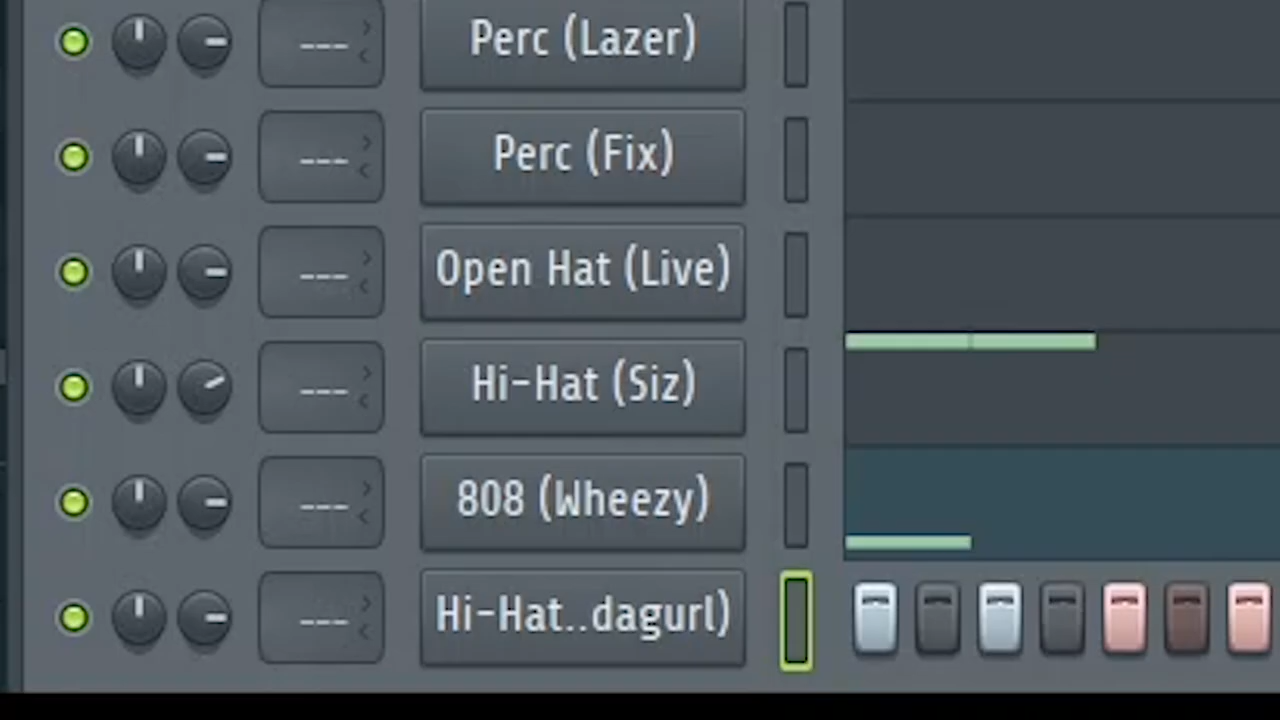 --- Perc (Lazer)
--- Perc (Fix)
--- Open Hat (Live)
--- Hi-Hat (Siz)
--- 808 (Wheezy)
--- Hi-Hat..dagurl)